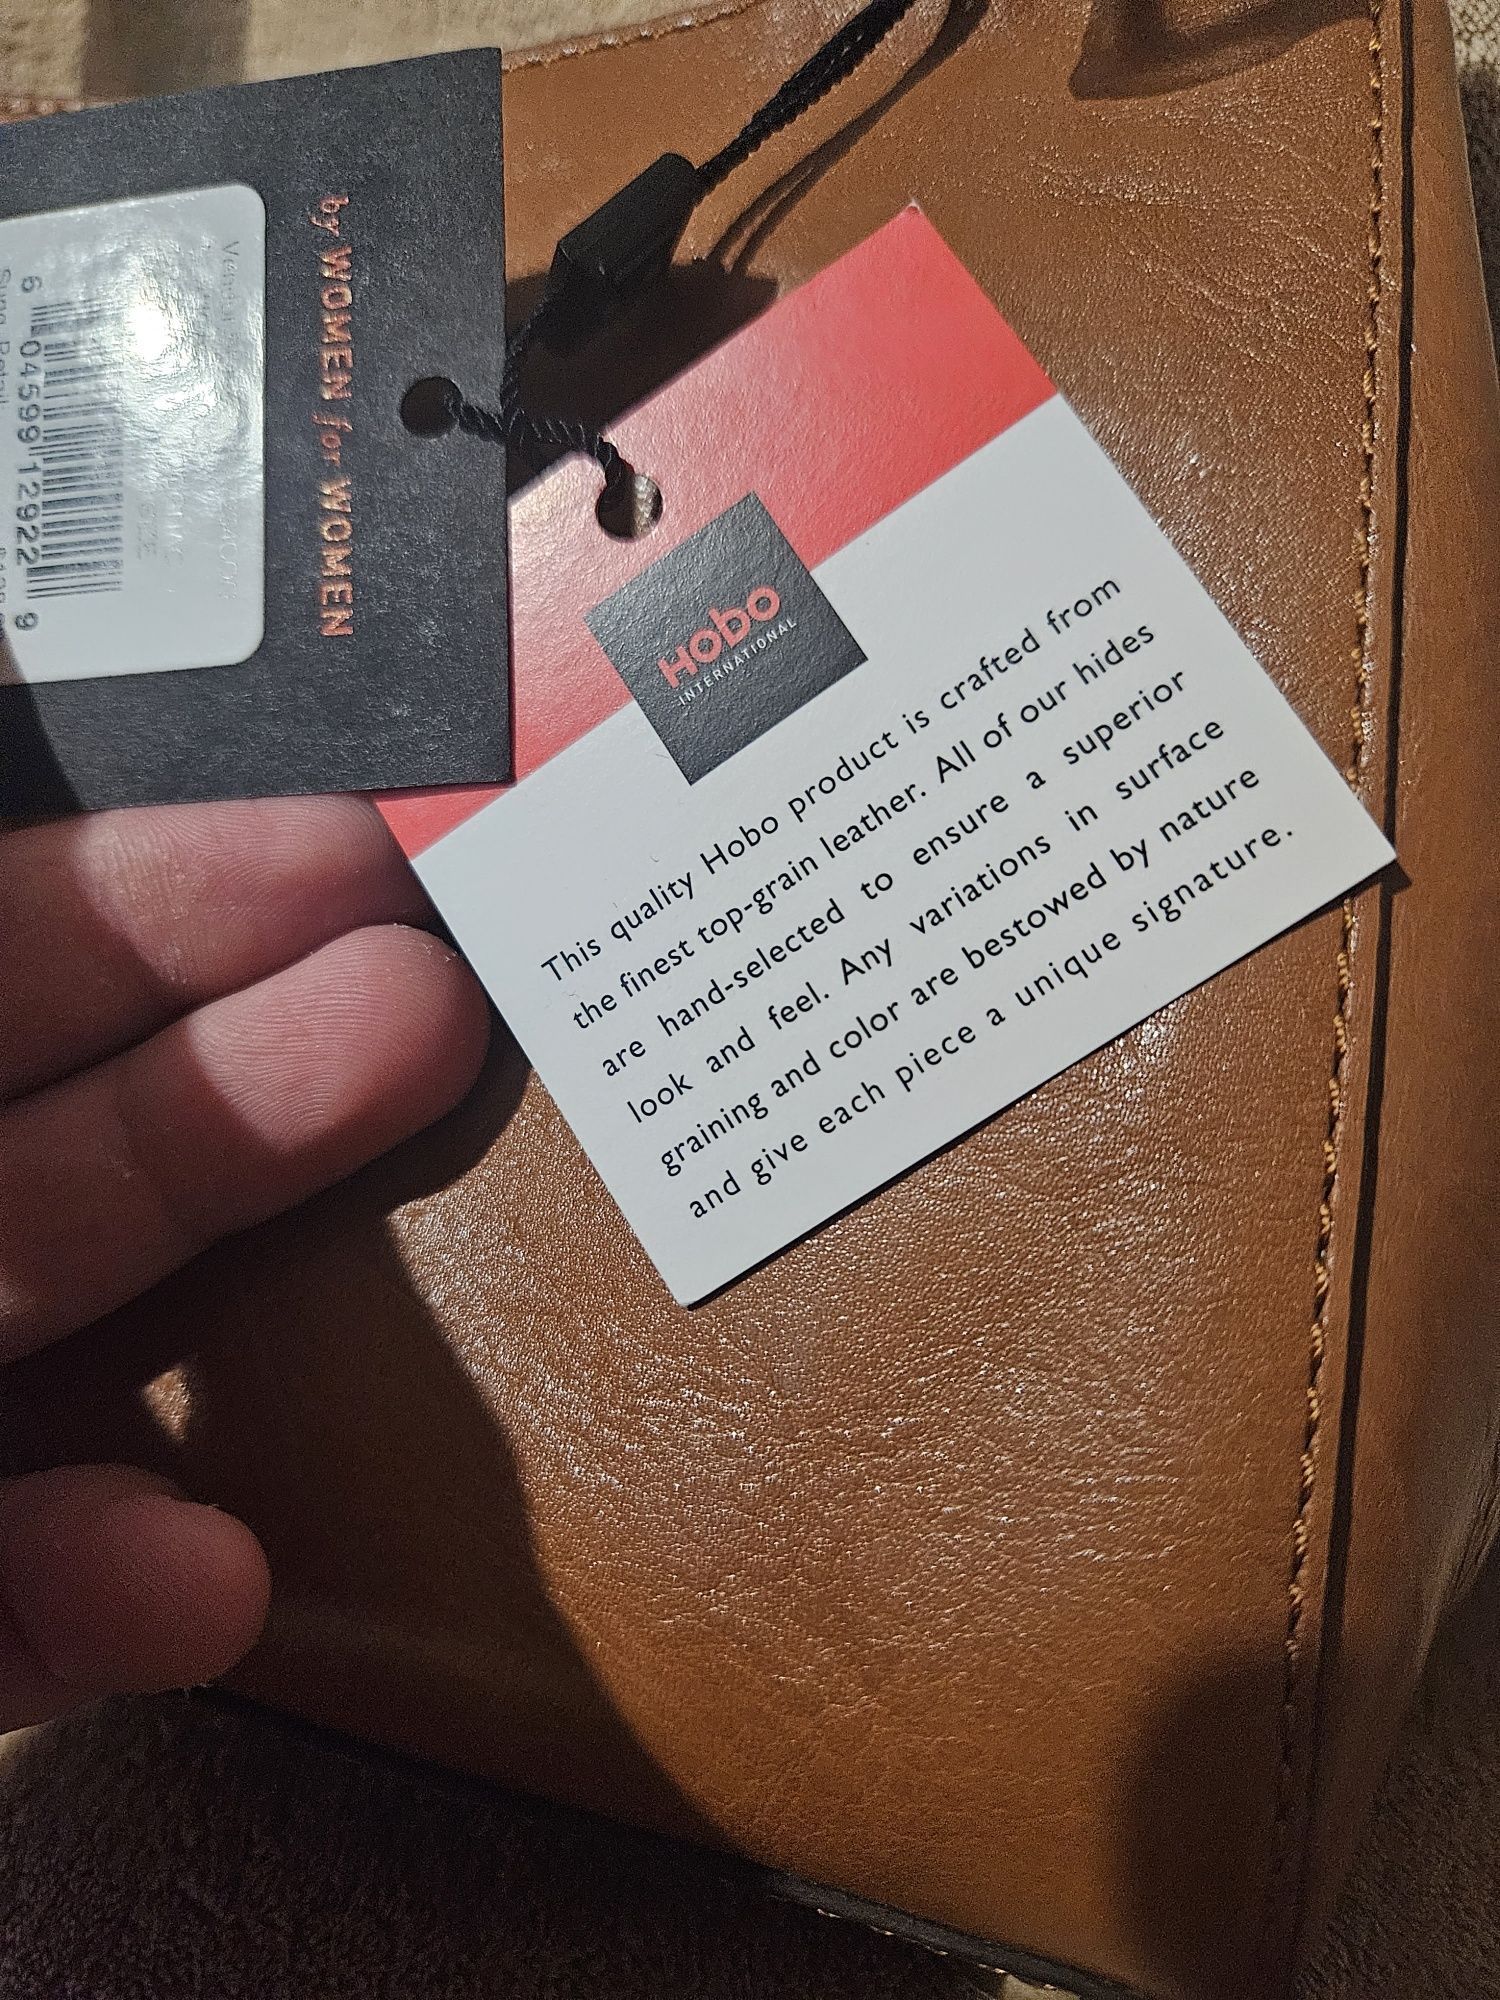 by WOMEN for WOMEN
6 04599 12922 9
HOBO
INTERNATIONAL
This quality Hobo product is crafted from
the finest top-grain leather. All of our hides
are hand-selected to ensure a superior
look and feel. Any variations in surface
graining and color are bestowed by nature
and give each piece a unique signature.